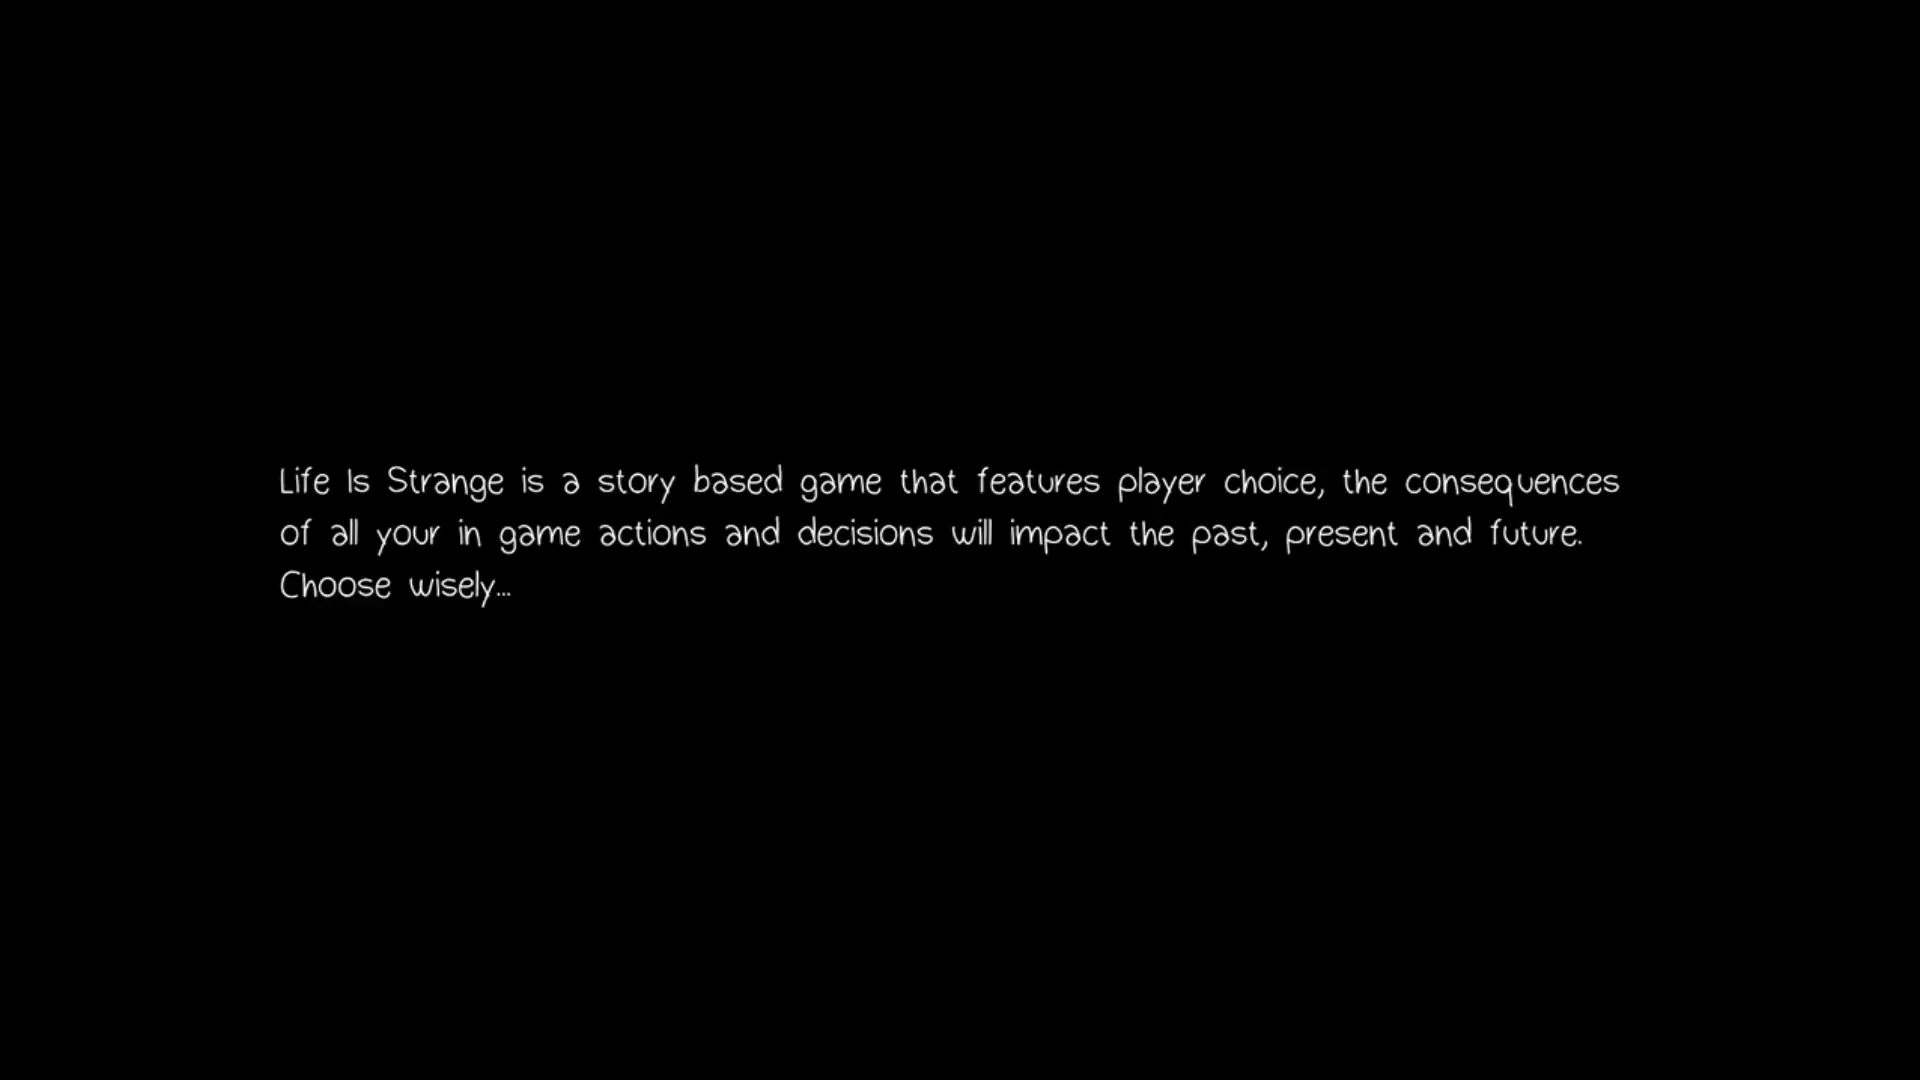 Life Is Strange is a story based game that features player choice, the consequences
of all your in game actions and decisions will impact the past, present and future.
Choose wisely...